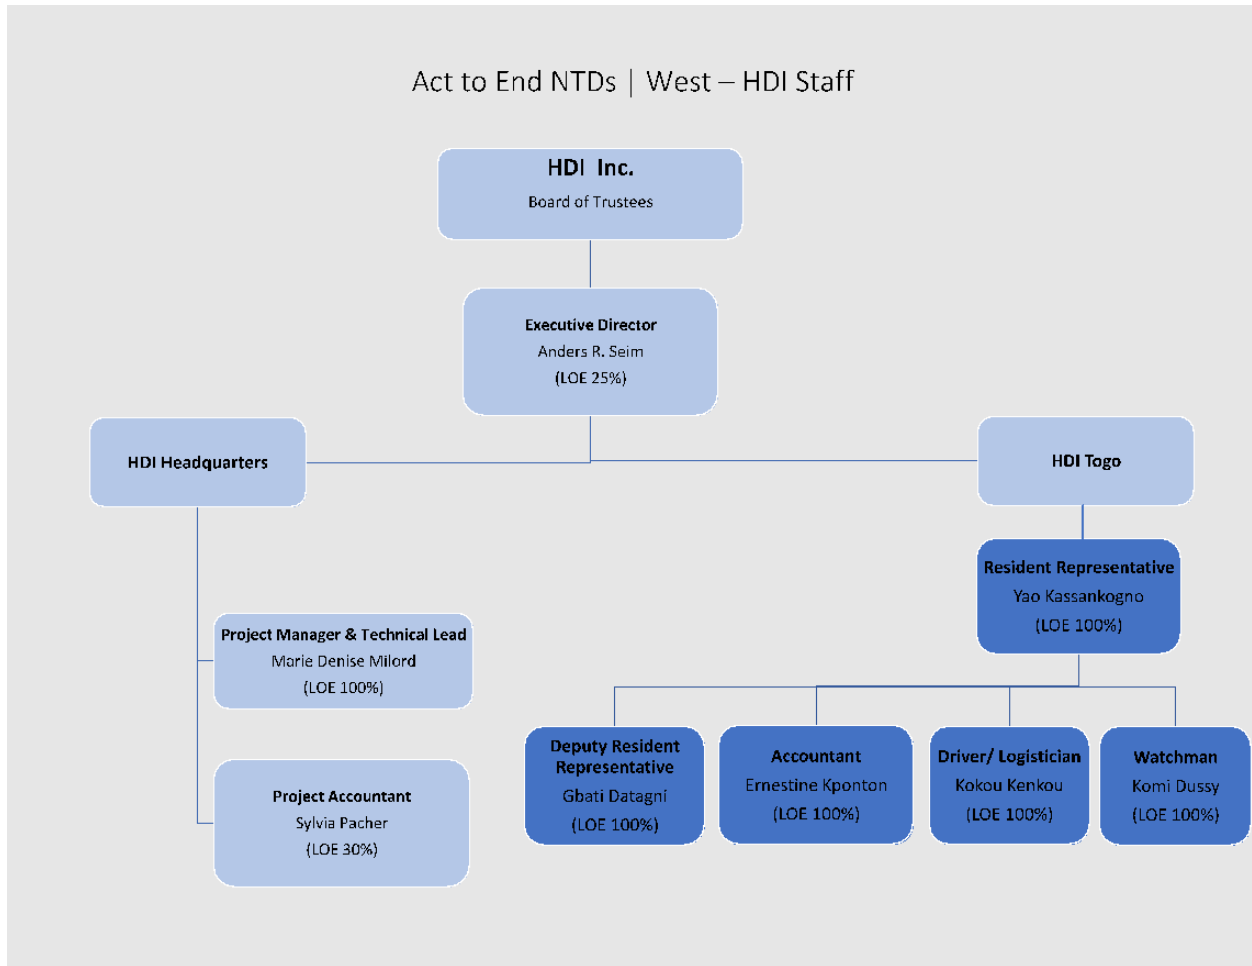 Act to End NTDs | West – HDI Staff
HDI Inc.
Board of Trustees
Executive Director
Anders R. Seim
(LOE 25%)
HDI Headquarters
HDI Togo
Resident Representative
Yao Kassankogno
(LOE 100%)
Project Manager & Technical Lead
Marie Denise Milord
(LOE 100%)
Project Accountant
Sylvia Pacher
(LOE 30%)
Deputy Resident
Representative
Gbati Datagni
(LOE 100%)
Accountant
Ernestine Kponton
(LOE 100%)
Driver/ Logistician
Kokou Kenkou
(LOE 100%)
Watchman
Komi Dussy
(LOE 100%)